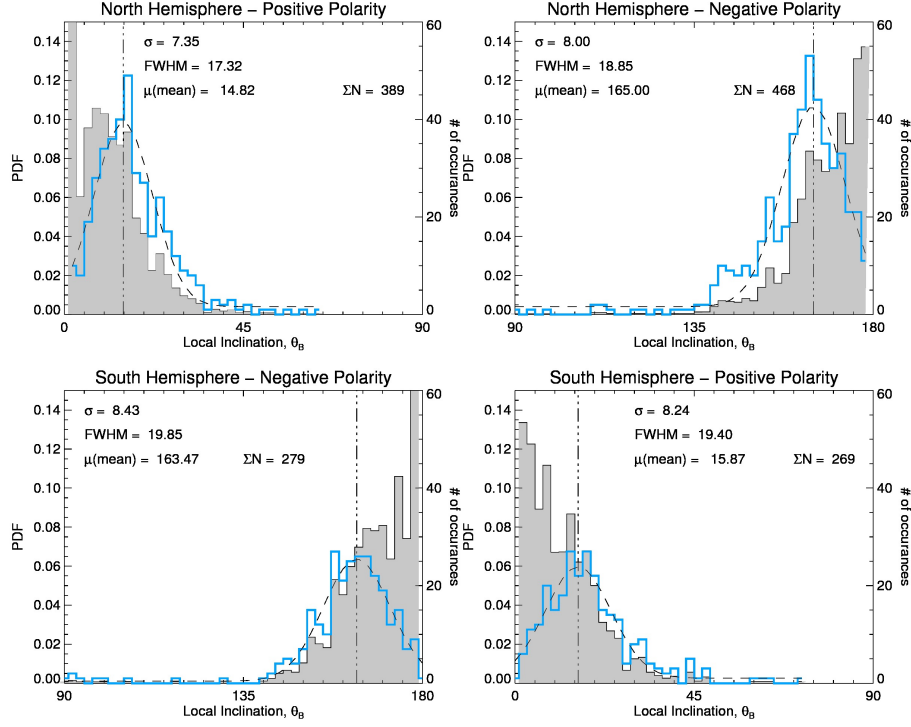 North Hemisphere – Positive Polarity
σ = 7.35
FWHM = 17.32
μ(mean) = 14.82 ΣN = 389
PDF
0.14
0.12
0.10
0.08
0.06
0.04
0.02
0.00
60
40
20
0
# of occurances
0 45 90
Local Inclination, θB
North Hemisphere – Negative Polarity
σ = 8.00
FWHM = 18.85
μ(mean) = 165.00 ΣN = 468
PDF
0.14
0.12
0.10
0.08
0.06
0.04
0.02
0.00
60
40
20
0
# of occurances
90 135 180
Local Inclination, θB
South Hemisphere – Negative Polarity
σ = 8.43
FWHM = 19.85
μ(mean) = 163.47 ΣN = 279
PDF
0.14
0.12
0.10
0.08
0.06
0.04
0.02
0.00
60
40
20
0
# of occurances
90 135 180
Local Inclination, θB
South Hemisphere – Positive Polarity
σ = 8.24
FWHM = 19.40
μ(mean) = 15.87 ΣN = 269
PDF
0.14
0.12
0.10
0.08
0.06
0.04
0.02
0.00
60
40
20
0
# of occurances
0 45 90
Local Inclination, θB